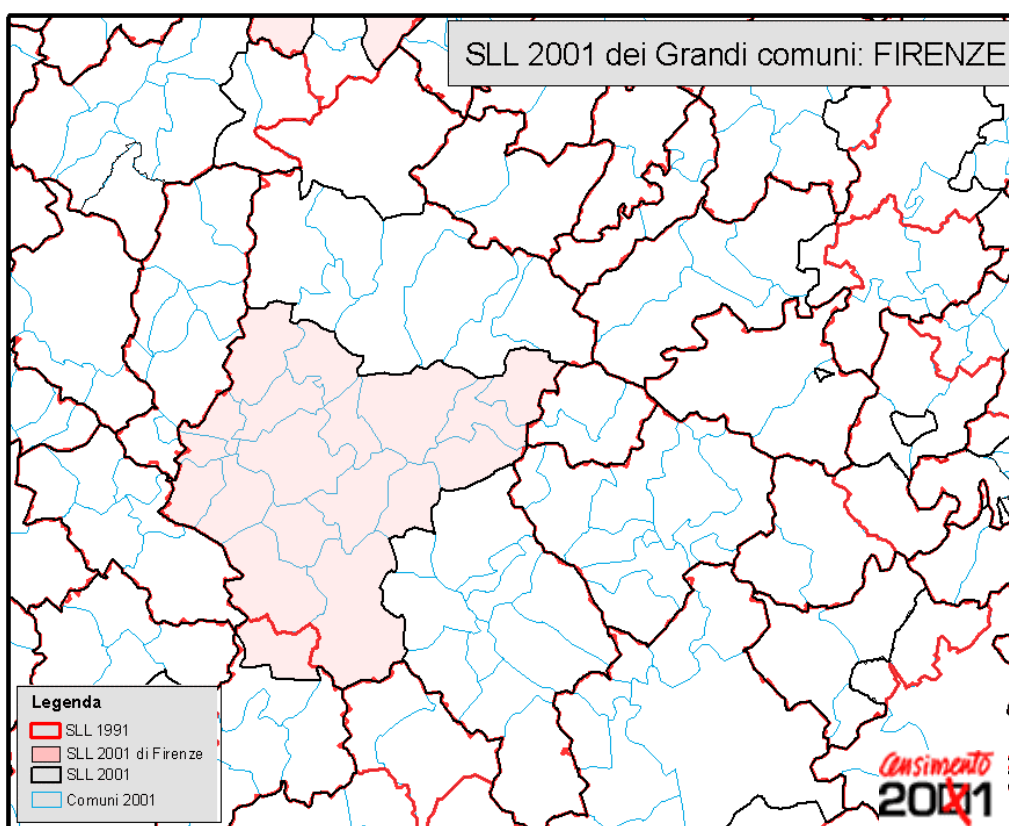 SLL 2001 dei Grandi comuni: FIRENZE
Legenda
SLL 1991
SLL 2001 di Firenze
SLL 2001
Comuni 2001
Censimento
2001